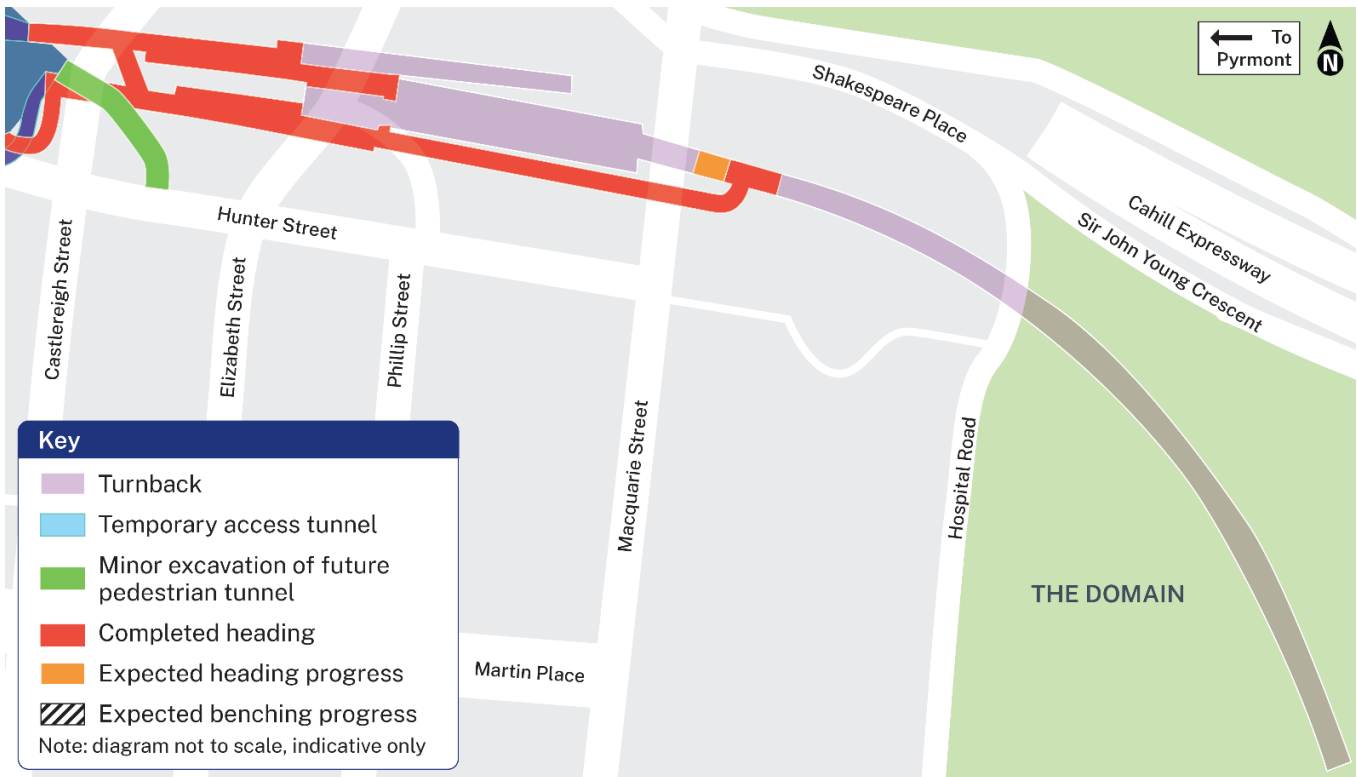 To
Pyrmont
N
Shakespeare Place
Cahill Expressway
Sir John Young Crescent
Hunter Street
Castlereigh Street
Elizabeth Street
Phillip Street
Macquarie Street
Hospital Road
THE DOMAIN
Martin Place
Key
Turnback
Temporary access tunnel
Minor excavation of future
pedestrian tunnel
Completed heading
Expected heading progress
Expected benching progress
Note: diagram not to scale, indicative only